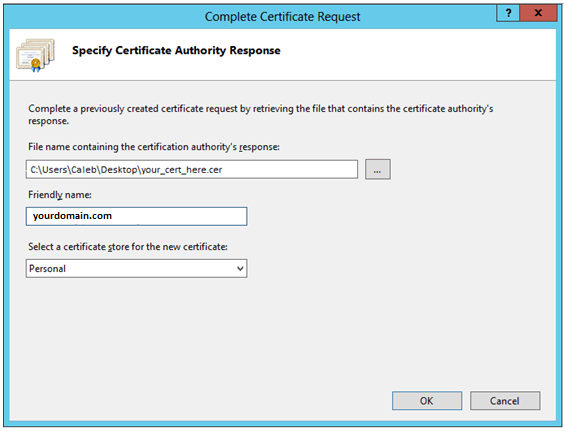 Complete Certificate Request
? X
Specify Certificate Authority Response
Complete a previously created certificate request by retrieving the file that contains the certificate authority's
response.
File name containing the certification authority's response:
C:\Users\Caleb\Desktop\your_cert_here.cer
...
Friendly name:
yourdomain.com
Select a certificate store for the new certificate:
Personal
OK Cancel